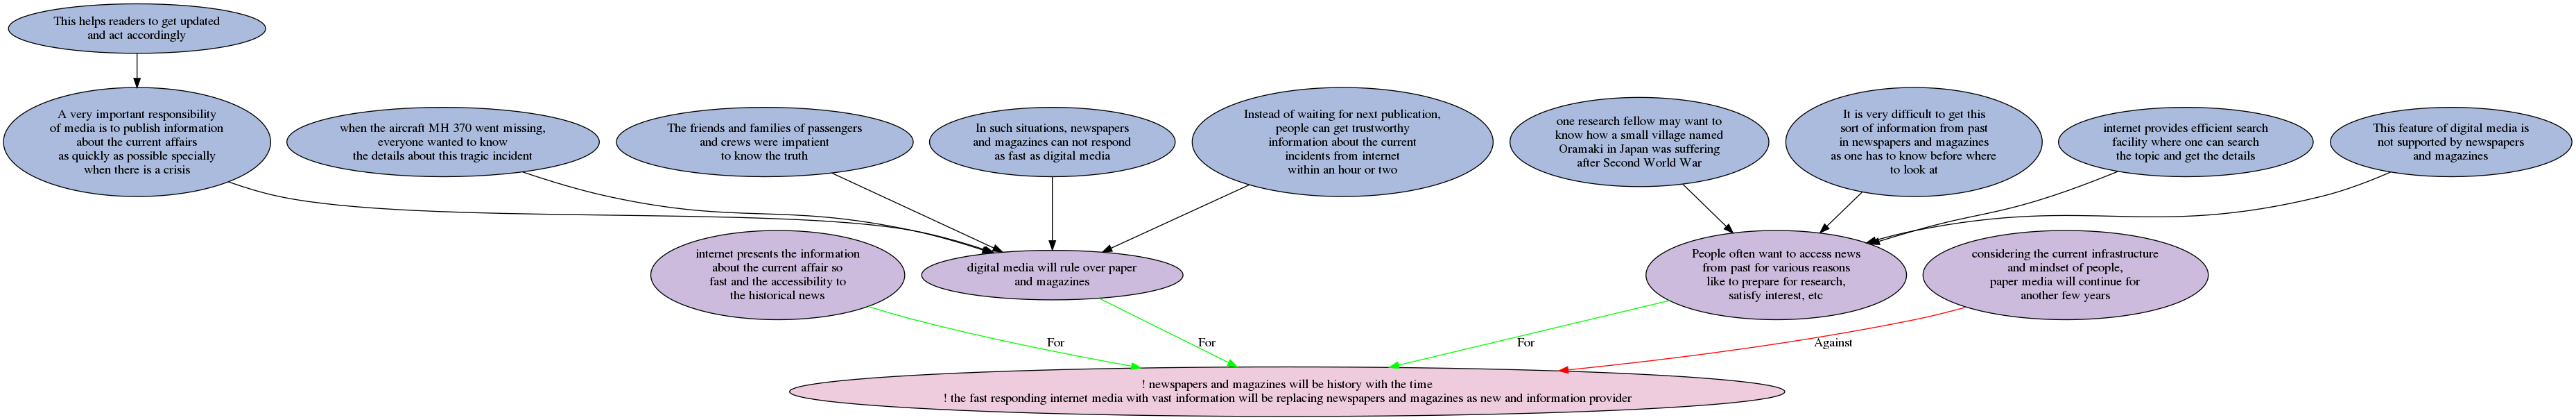 This helps readers to get updated
and act accordingly
A very important responsibility
of media is to publish information
about the current affairs
as quickly as possible specially
when there is a crisis
when the aircraft MH 370 went missing,
everyone wanted to know
the details about this tragic incident
The friends and families of passengers
and crews were impatient
to know the truth
In such situations, newspapers
and magazines can not respond
as fast as digital media
Instead of waiting for next publication,
people can get trustworthy
information about the current
incidents from internet
within an hour or two
one research fellow may want to
know how a small village named
Oramaki in Japan was suffering
after Second World War
It is very difficult to get this
sort of information from past
in newspapers and magazines
as one has to know before where
to look at
internet provides efficient search
facility where one can search
the topic and get the details
This feature of digital media is
not supported by newspapers
and magazines
internet presents the information
about the current affair so
fast and the accessibility to
the historical news
digital media will rule over paper
and magazines
People often want to access news
from past for various reasons
like to prepare for research,
satisfy interest, etc
considering the current infrastructure
and mindset of people,
paper media will continue for
another few years
For
For
For
Against
! newspapers and magazines will be history with the time
! the fast responding internet media with vast information will be replacing newspapers and magazines as new and information provider